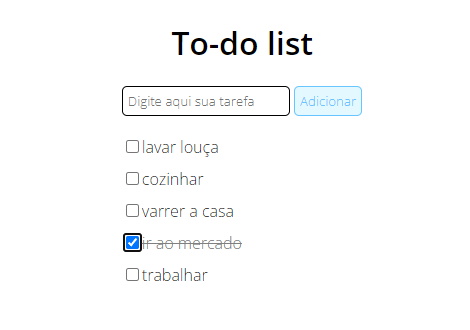 To-do list
Digite aqui sua tarefa Adicionar
lavar louça
cozinhar
varrer a casa
ir ao mercado
trabalhar